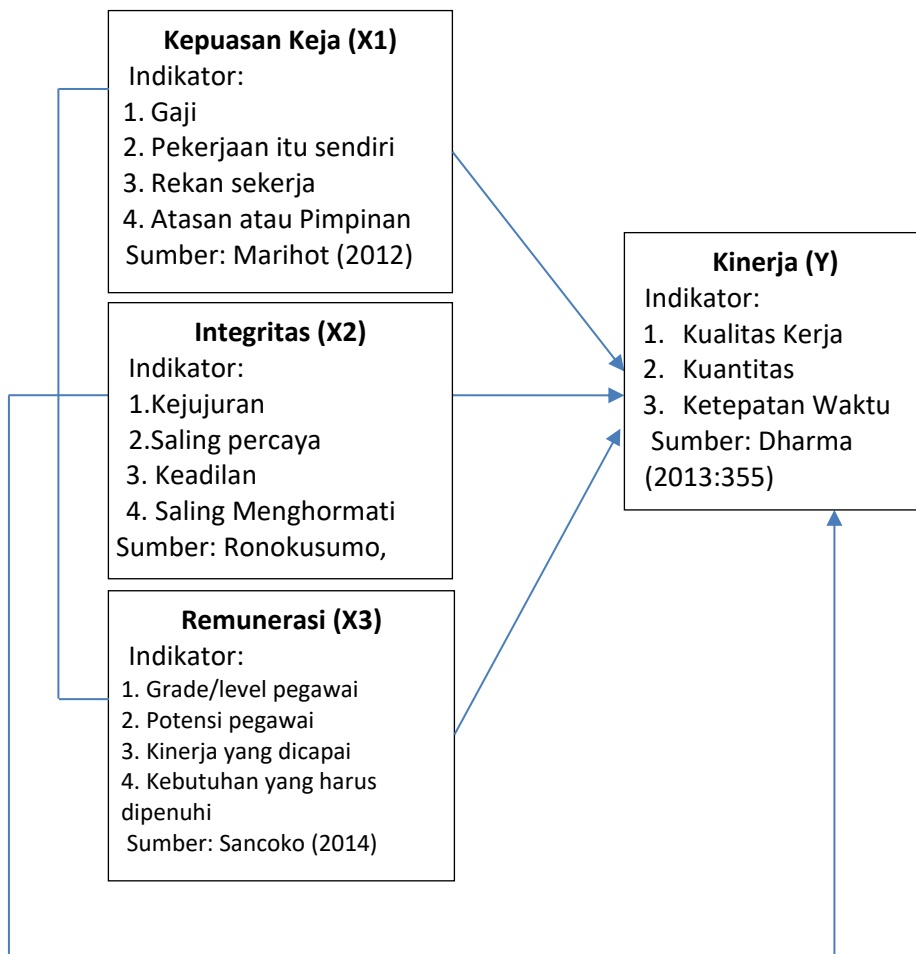 Kepuasan Keja (X1)
Indikator:
1. Gaji
2. Pekerjaan itu sendiri
3. Rekan sekerja
4. Atasan atau Pimpinan
Sumber: Marihot (2012)
Integritas (X2)
Indikator:
1.Kejujuran
2.Saling percaya
3. Keadilan
4. Saling Menghormati
Sumber: Ronokusumo,
Remunerasi (X3)
Indikator:
1. Grade/level pegawai
2. Potensi pegawai
3. Kinerja yang dicapai
4. Kebutuhan yang harus
dipenuhi
Sumber: Sancoko (2014)
Kinerja (Y)
Indikator:
1. Kualitas Kerja
2. Kuantitas
3. Ketepatan Waktu
Sumber: Dharma
(2013:355)